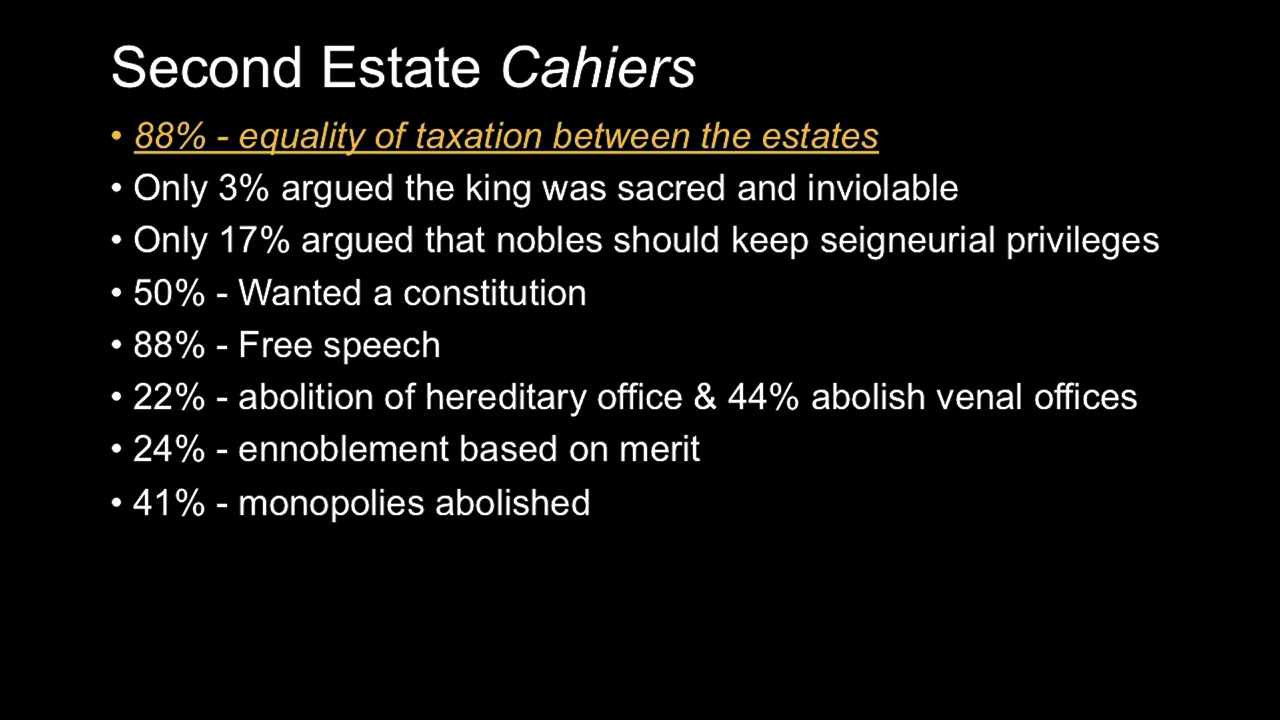 Second Estate Cahiers
• 88% - equality of taxation between the estates
• Only 3% argued the king was sacred and inviolable
• Only 17% argued that nobles should keep seigneurial privileges
• 50% - Wanted a constitution
• 88% - Free speech
• 22% - abolition of hereditary office & 44% abolish venal offices
• 24% - ennoblement based on merit
• 41% - monopolies abolished